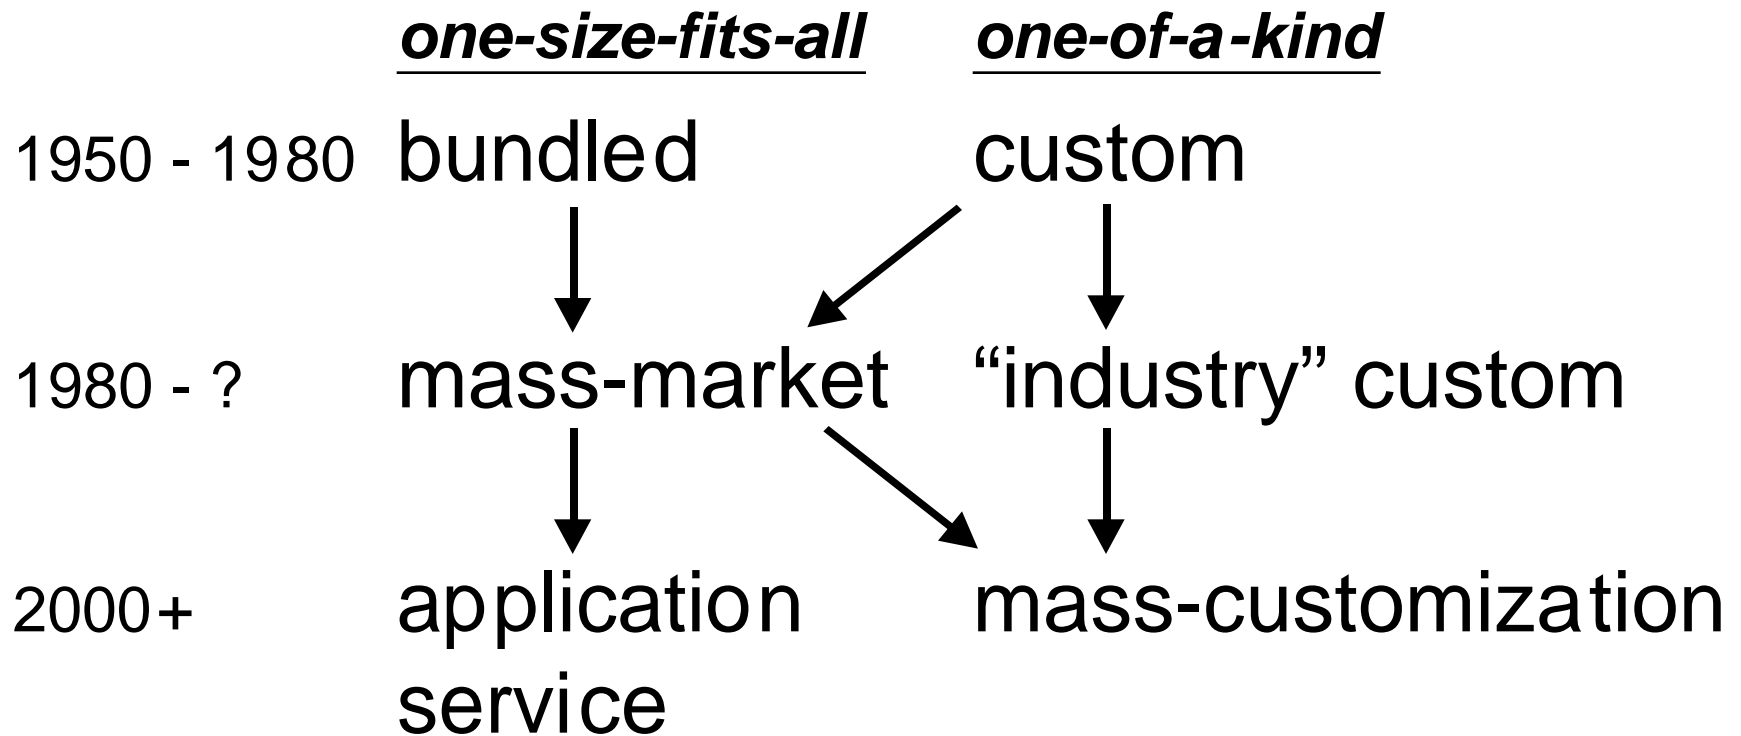 one-size-fits-all one-of-a-kind
1950 - 1980 bundled custom
1980 - ? mass-market “industry” custom
2000+ application mass-customization
service